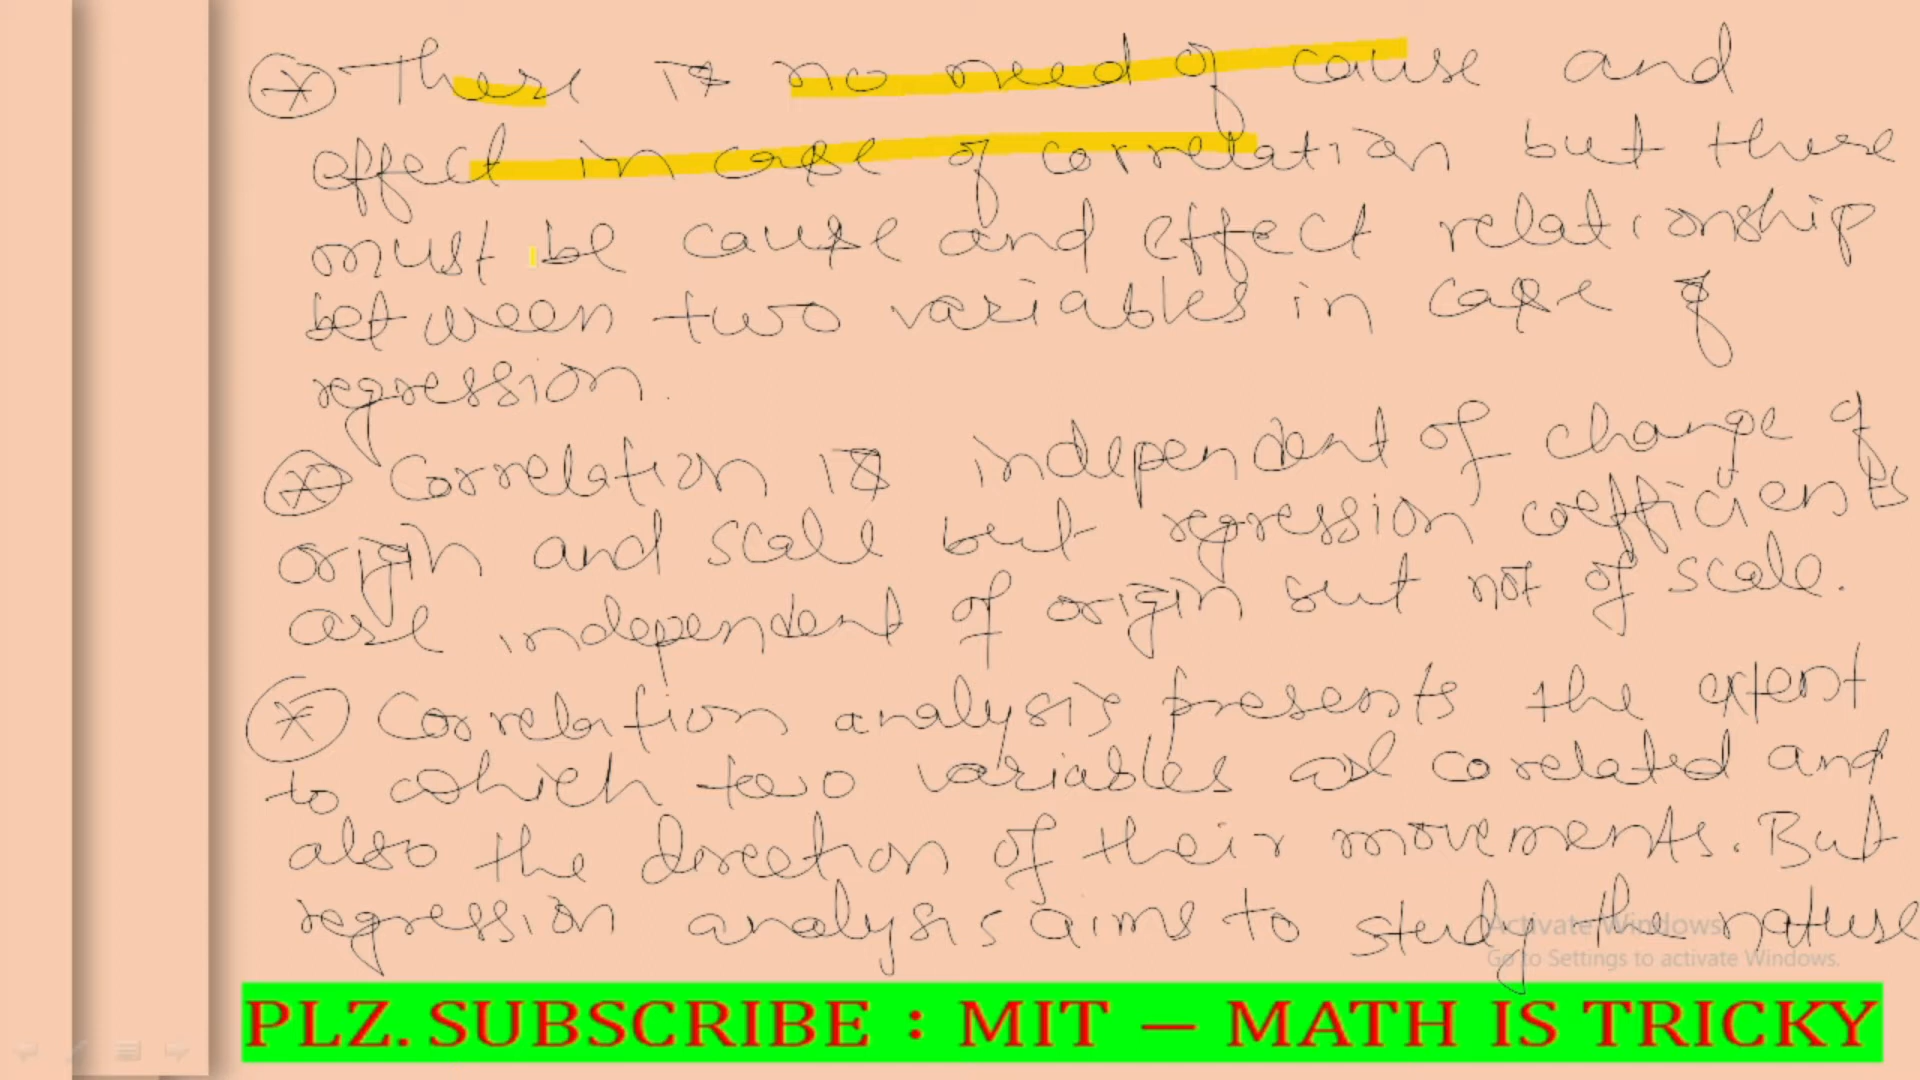 There is no need of cause and
effect in case of correlation but there
must be cause and effect relationship
between two variables in case of
regression.
Correlation is independent of change of
origin and scale but regression coefficients
are independent of origin but not of scale.
Correlation analysis presents the extent
to which two variables are corelated and
also the direction of their movements. But
regression analysis aims to study the nature
Activate Windows
Go to Settings to activate Windows.
PLZ. SUBSCRIBE : MIT – MATH IS TRICKY